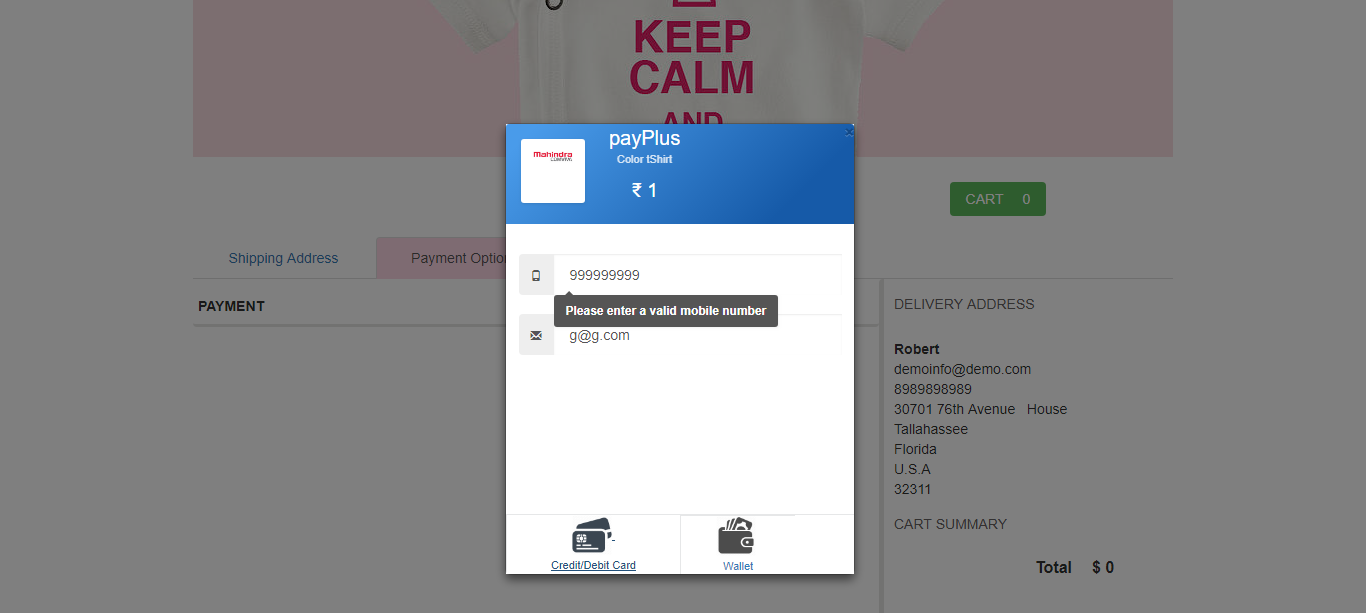 KEEP
CALM
AND
payPlus
Color tShirt
₹ 1
Mahindra
×
CART 0
Shipping Address
Payment Optio
999999999
Please enter a valid mobile number
g@g.com
PAYMENT
DELIVERY ADDRESS
Robert
demoinfo@demo.com
8989898989
30701 76th Avenue House
Tallahassee
Florida
U.S.A
32311
CART SUMMARY
Total $ 0
Credit/Debit Card
Wallet